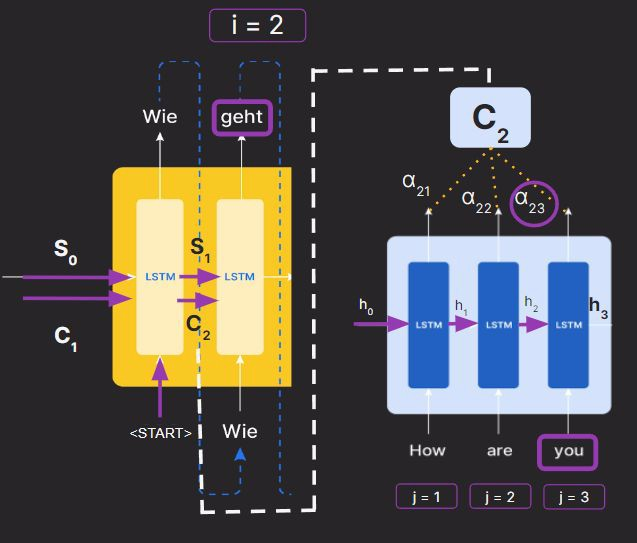 i = 2
Wie
geht
C2
α21
α22
α23
S0
S1
LSTM
LSTM
C1
C2
h0
h1
h2
h3
LSTM
LSTM
LSTM
<START>
Wie
How
are
you
j = 1
j = 2
j = 3